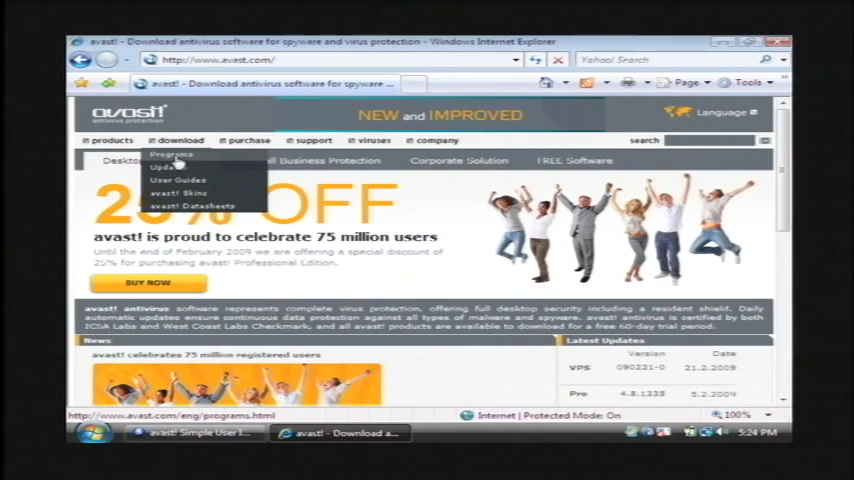 avast! - Download antivirus software for spyware and virus protection - Windows Internet Explorer
http://www.avast.com/
Yahoo! Search
avast! - Download antivirus software for spyware ...
Page
Tools
avast!
antivirus protection
NEW and IMPROVED
Language
products download purchase support viruses company search
Programs
Desktop
Business Protection Corporate Solution FREE Software
User Guides
avast! Skins
avast! Datasheets
25% OFF
avast! is proud to celebrate 75 million users
Until the end of February 2009 we are offering a special discount of
25% for purchasing avast! Professional Edition.
BUY NOW
avast! antivirus software represents complete virus protection, offering full desktop security including a resident shield. Daily
automatic updates ensure continuous data protection against all types of malware and spyware. avast! antivirus is certified by both
ICSA Labs and West Coast Labs Checkmark, and all avast! products are available to download for a free 60-day trial period.
News
Latest Updates
avast! celebrates 75 million registered users
Version Date
VPS 090221-0 21.2.2009
Pro 4.8.1335 5.2.2009
http://www.avast.com/eng/programs.html
Internet | Protected Mode: On
100%
avast! Simple User I...
avast! - Download a...
5:24 PM